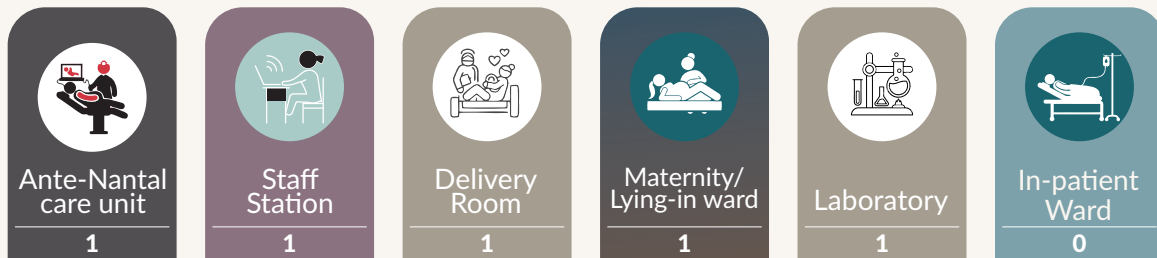 Ante-Nantal
care unit
1
Staff
Station
1
Delivery
Room
1
Maternity/
Lying-in ward
1
Laboratory
1
In-patient
Ward
0